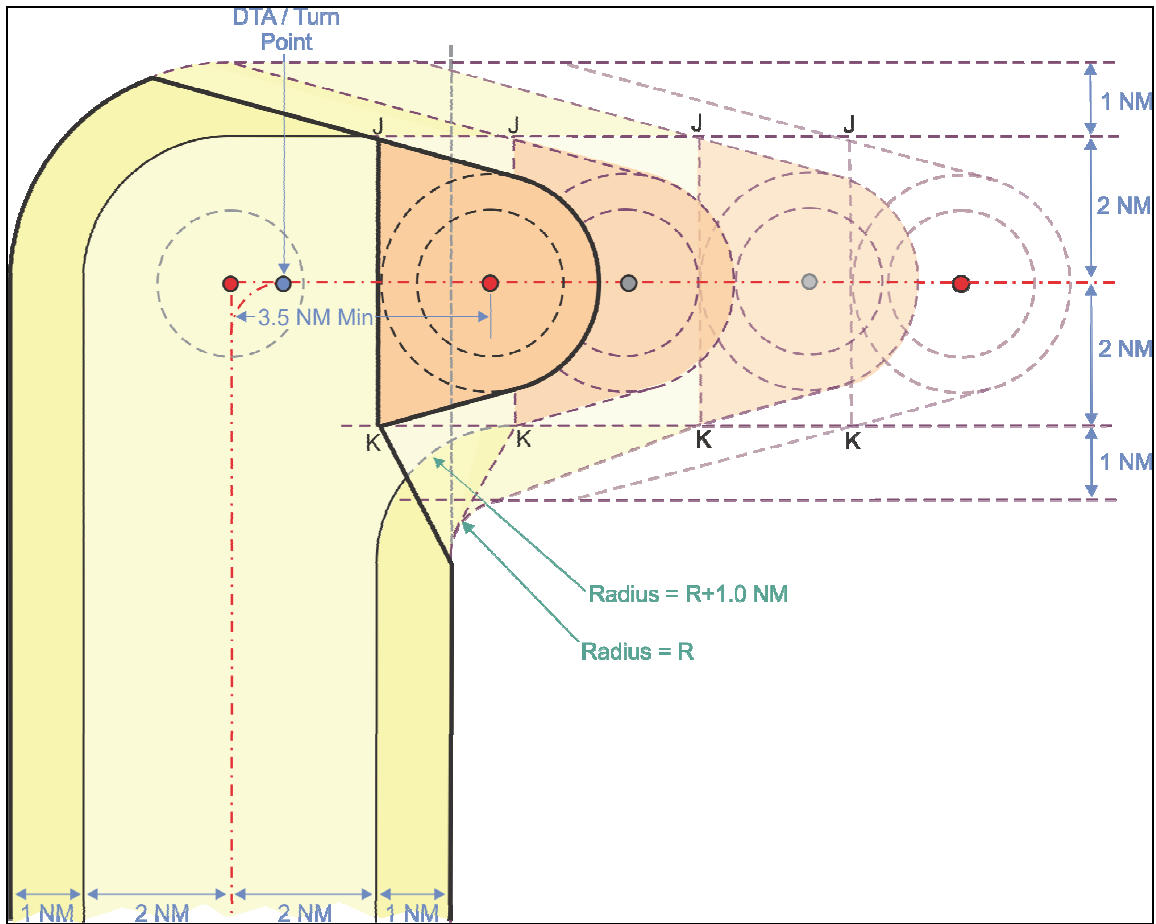 DTA / Turn
Point
1 NM
J
J
J
J
2 NM
3.5 NM Min
2 NM
K
K
K
K
1 NM
Radius = R+1.0 NM
Radius = R
1 NM
2 NM
2 NM
1 NM